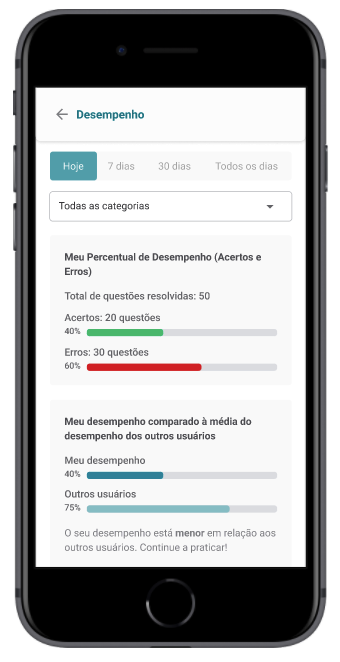 Desempenho
Hoje 7 dias 30 dias Todos os dias
Todas as categorias
Meu Percentual de Desempenho (Acertos e
Erros)
Total de questões resolvidas: 50
Acertos: 20 questões
40%
Erros: 30 questões
60%
Meu desempenho comparado à média do
desempenho dos outros usuários
Meu desempenho
40%
Outros usuários
75%
O seu desempenho está menor em relação aos
outros usuários. Continue a praticar!